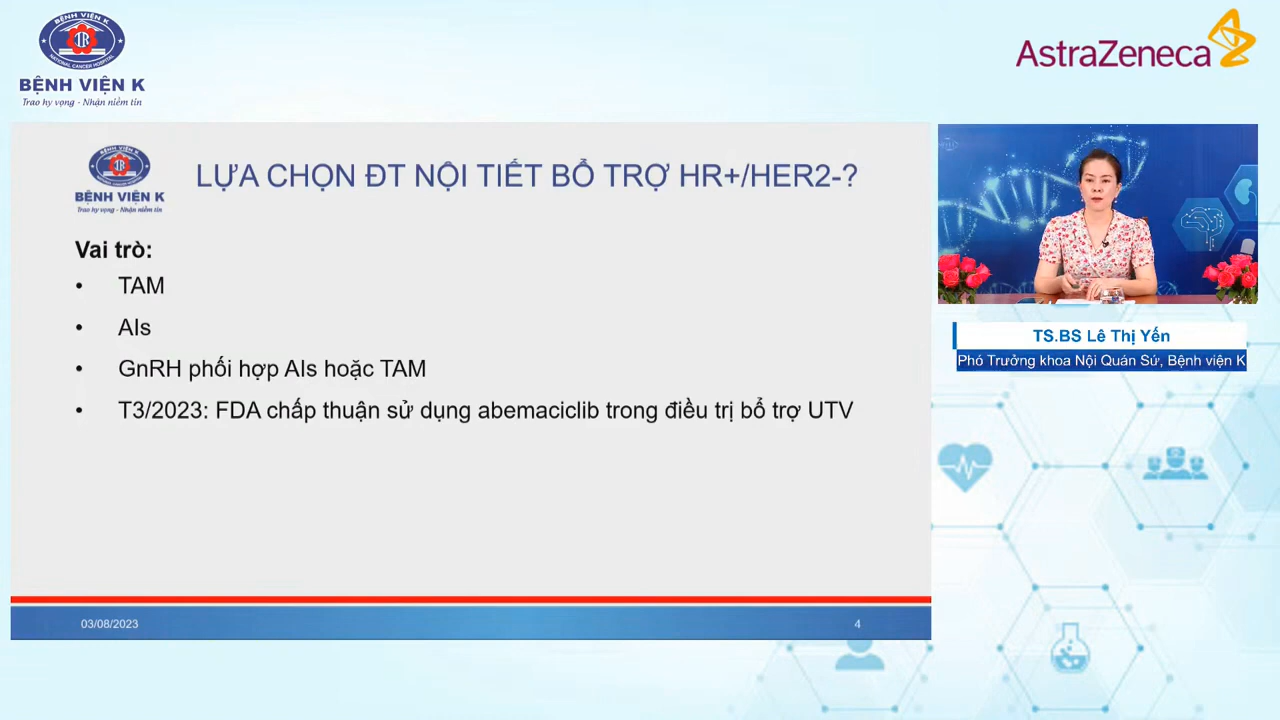 NATIONAL CANCER HOSPITAL
BỆNH VIỆN K
Trao hy vọng - Nhận niềm tin
AstraZeneca
BỆNH VIỆN K
Trao hy vọng - Nhận niềm tin
LỰA CHỌN ĐT NỘI TIẾT BỔ TRỢ HR+/HER2-?
Vai trò:
• TAM
• AIs
• GnRH phối hợp AIs hoặc TAM
• T3/2023: FDA chấp thuận sử dụng abemaciclib trong điều trị bổ trợ UTV
03/08/2023
4
TS.BS Lê Thị Yến
Phó Trưởng khoa Nội Quán Sứ, Bệnh viện K